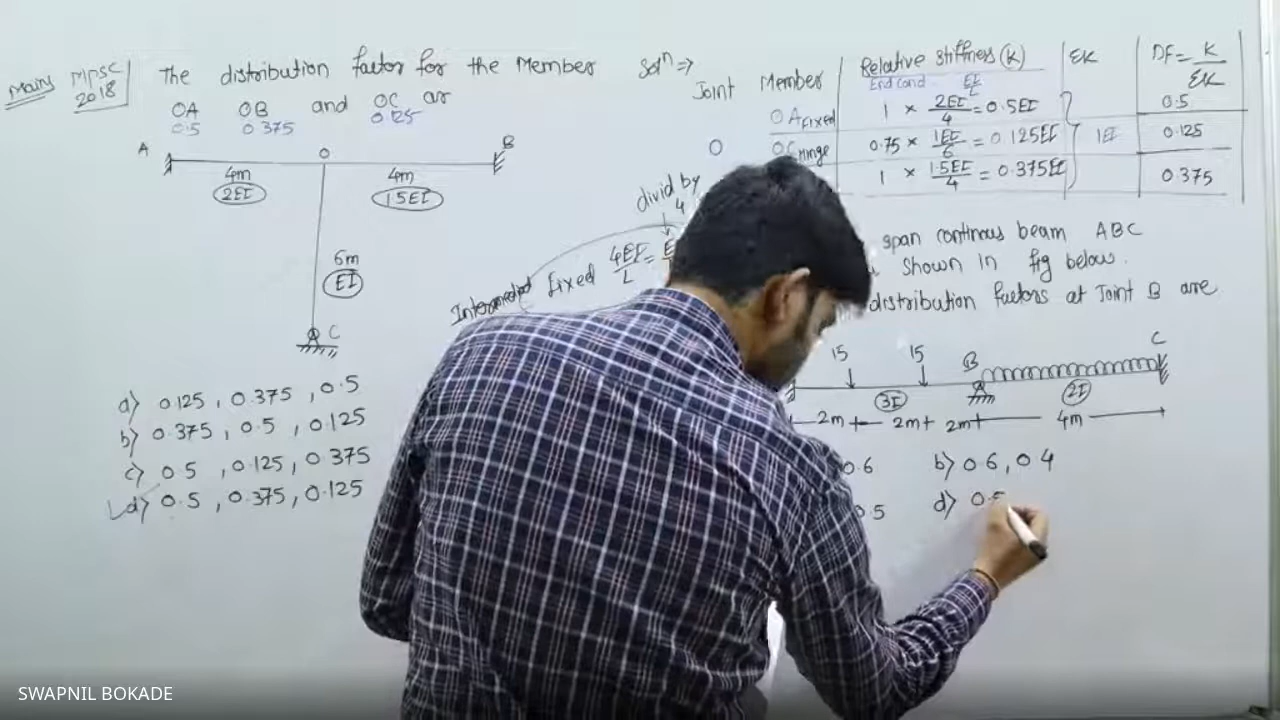 Mains MPSC 2018
The distribution factor for the Member
OA OB and OC are
0.5 0.375 0.125
A O B
4m 4m
2EI 1.5EI
6m
EI
C
a) 0.125, 0.375, 0.5
b) 0.375, 0.5, 0.125
c) 0.5, 0.125, 0.375
d) 0.5, 0.375, 0.125
Solⁿ ⇒
Joint Member Relative stiffness (K) ΣK DF = K/ΣK
End cond EI/L
OA Fixed 1 × 2EI/4 = 0.5EI 0.5
O OC Hinge 0.75 × 1EI/6 = 0.125EI 1EI 0.125
1 × 1.5EI/4 = 0.375EI 0.375
divid by 4
fixed 4EI/L =
span continous beam ABC
shown in fig below.
distribution factors at Joint B are
15 15 B C
3I 2I
2m 2m 2m 4m
0.6 b) 0.6, 0.4
0.5 d) 0.5
SWAPNIL BOKADE